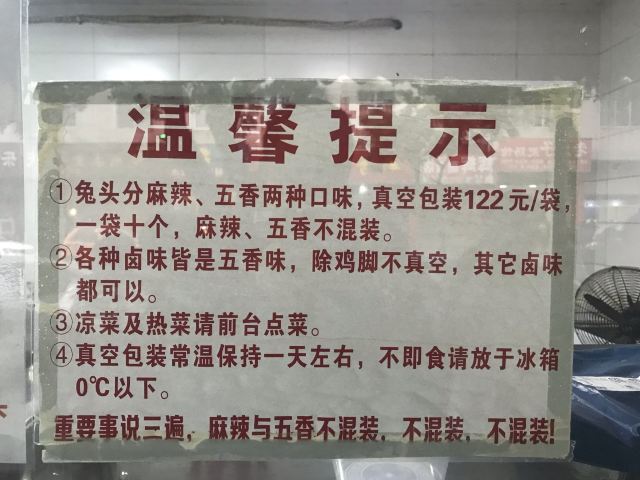 温馨提示
①兔头分麻辣、五香两种口味，真空包装122元/袋，
一袋十个，麻辣、五香不混装。
②各种卤味皆是五香味，除鸡脚不真空，其它卤味
都可以。
③凉菜及热菜请前台点菜。
④真空包装常温保持一天左右，不即食请放于冰箱
0℃以下。
重要事说三遍，麻辣与五香不混装，不混装，不混装!